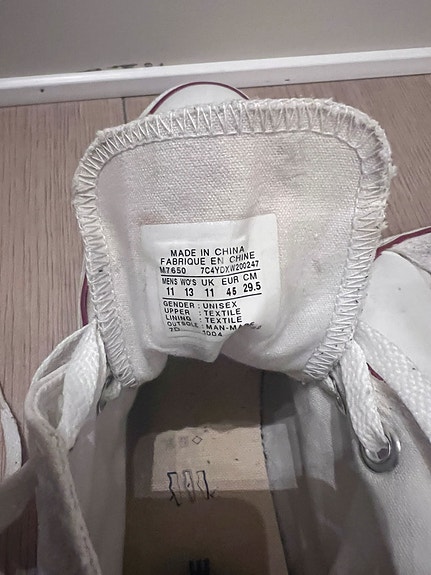 MADE IN CHINA
FABRIQUE EN CHINE
M7650 7C4YDXW200247
MENS WO'S UK EUR CM
11 13 11 46 29.5
GENDER : UNISEX
UPPER : TEXTILE
LINING : TEXTILE
OUTSOLE : MAN-MADE